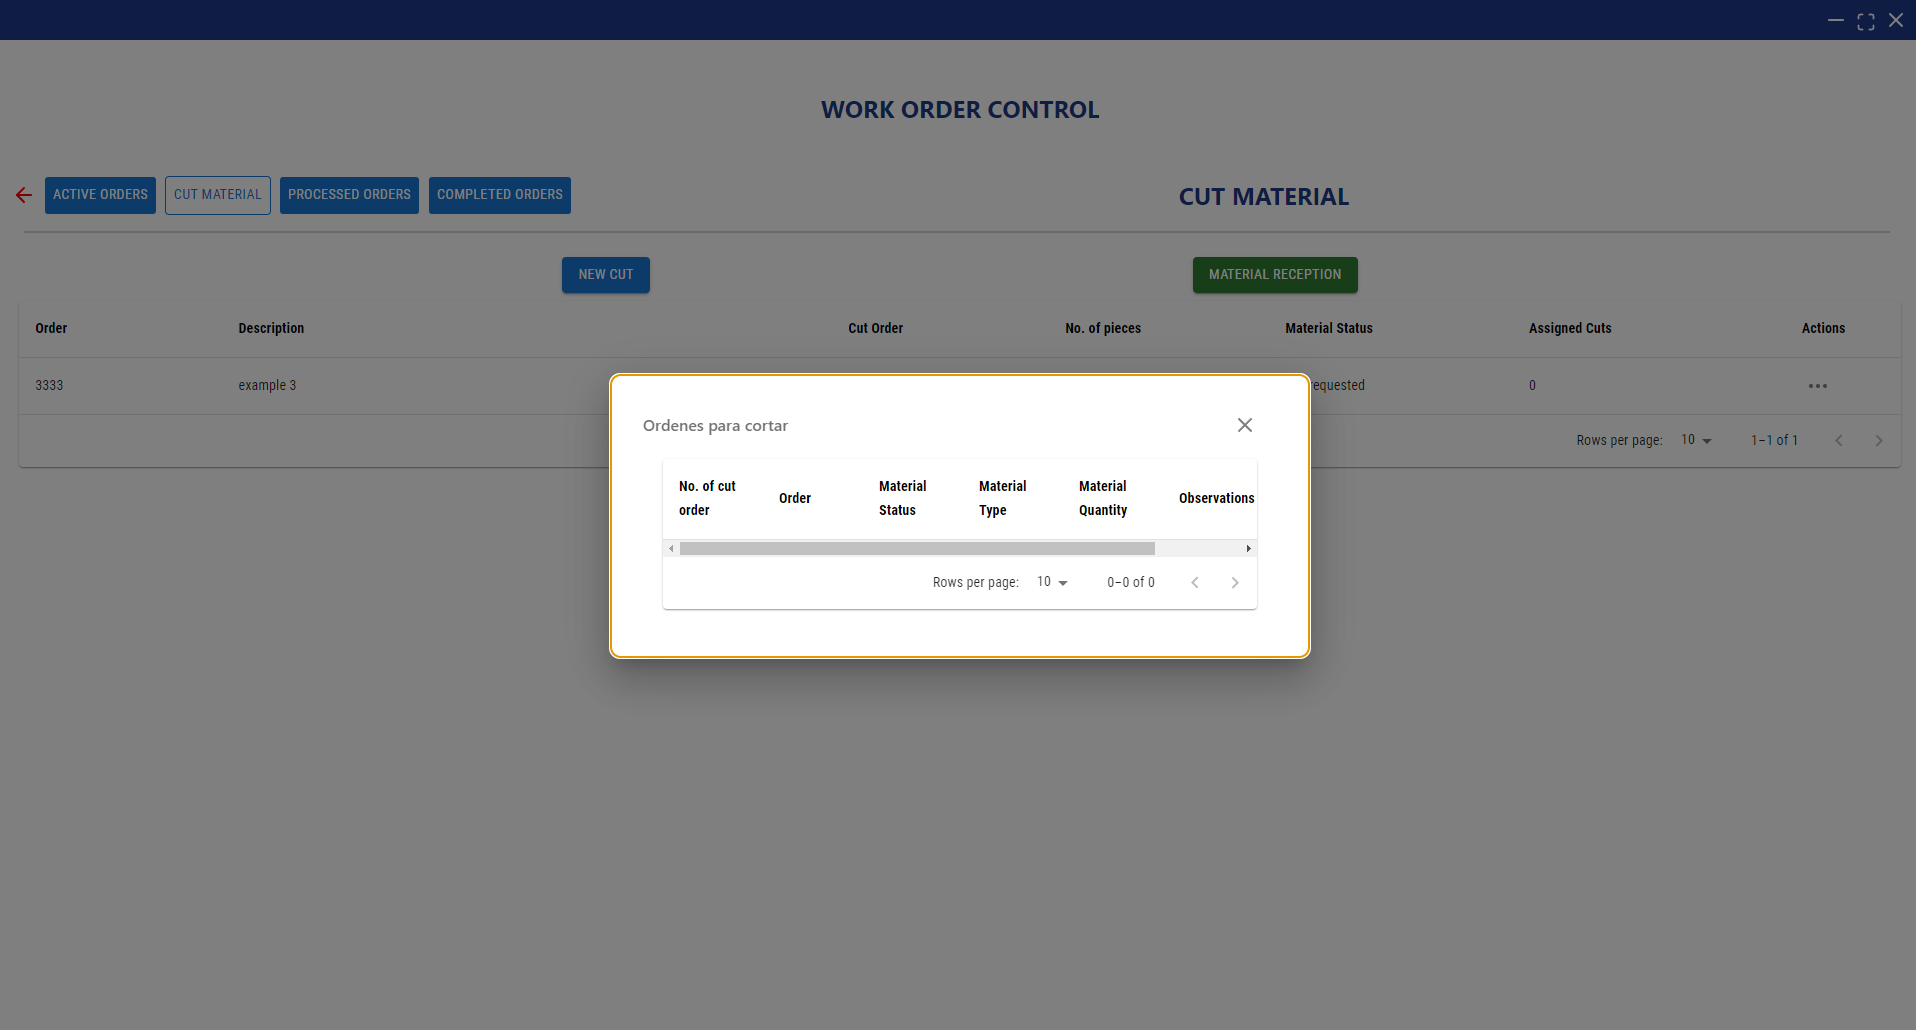 WORK ORDER CONTROL
ACTIVE ORDERS CUT MATERIAL PROCESSED ORDERS COMPLETED ORDERS CUT MATERIAL
NEW CUT MATERIAL RECEPTION
Order Description Cut Order No. of pieces Material Status Assigned Cuts Actions
3333 example 3 requested 0
Rows per page: 10 1–1 of 1
Ordenes para cortar
No. of cut order Order Material Status Material Type Material Quantity Observations
Rows per page: 10 0–0 of 0